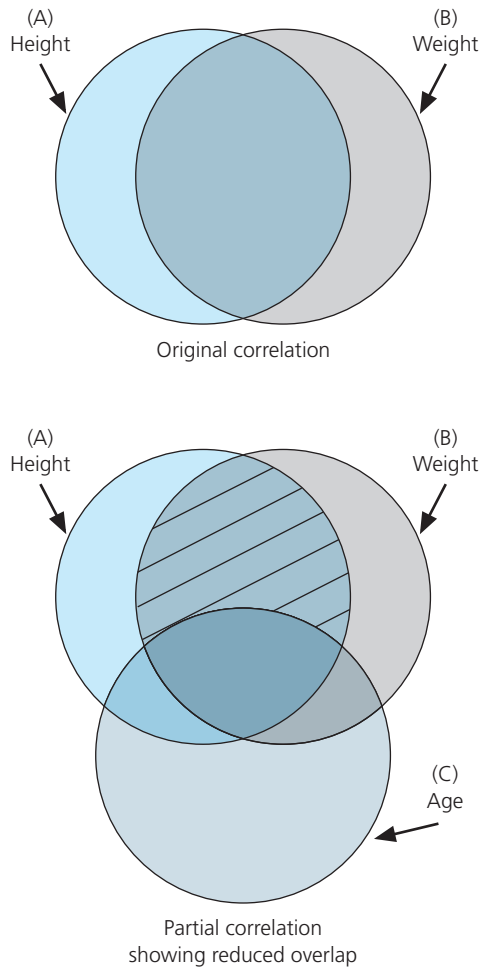 (A)
Height
(B)
Weight
Original correlation
(A)
Height
(B)
Weight
(C)
Age
Partial correlation
showing reduced overlap